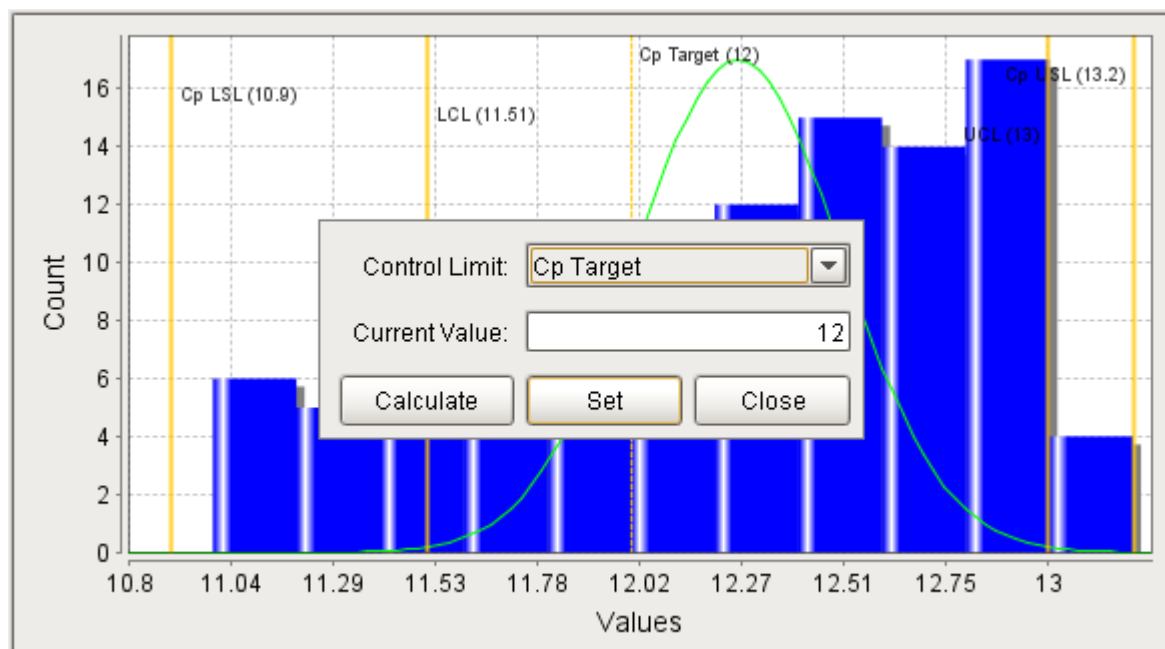 Cp Target (12)
Cp USL (13.2)
Cp LSL (10.9)
LCL (11.51)
UCL (13)
16
14
12
10
8
6
4
2
0
Count
Control Limit: Cp Target
Current Value: 12
Calculate Set Close
10.8 11.04 11.29 11.53 11.78 12.02 12.27 12.51 12.75 13
Values